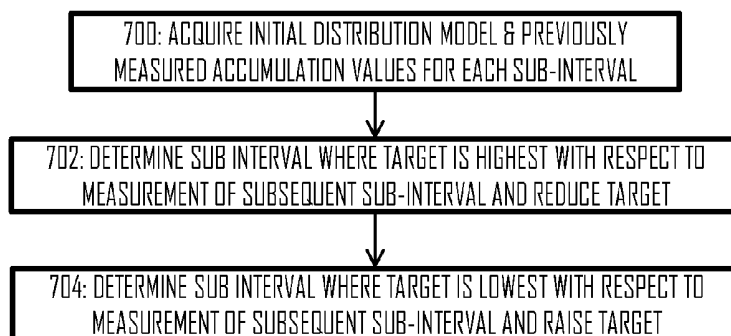 700: ACQUIRE INITIAL DISTRIBUTION MODEL & PREVIOUSLY
MEASURED ACCUMULATION VALUES FOR EACH SUB-INTERVAL
702: DETERMINE SUB INTERVAL WHERE TARGET IS HIGHEST WITH RESPECT TO
MEASUREMENT OF SUBSEQUENT SUB-INTERVAL AND REDUCE TARGET
704: DETERMINE SUB INTERVAL WHERE TARGET IS LOWEST WITH RESPECT TO
MEASUREMENT OF SUBSEQUENT SUB-INTERVAL AND RAISE TARGET